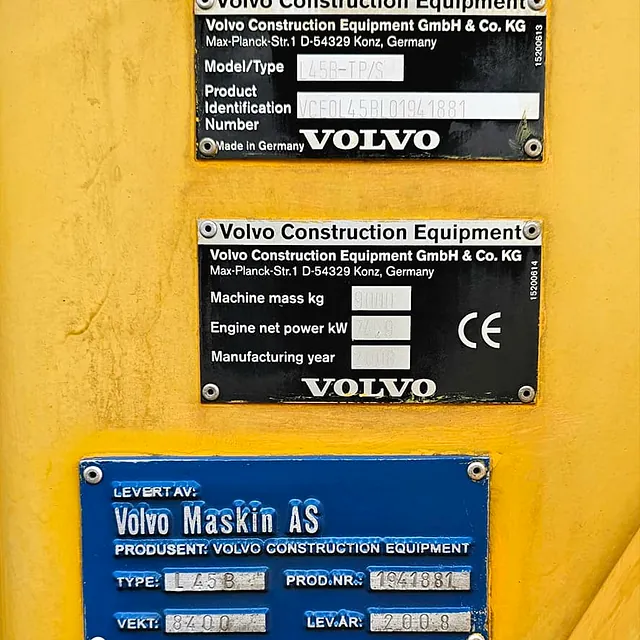 Volvo Construction Equipment
Volvo Construction Equipment GmbH & Co. KG
Max-Planck-Str.1 D-54329 Konz, Germany
15200613
Model/Type L45B-TP/S
Product
Identification VCE0L45BL01941881
Number
Made in Germany VOLVO
Volvo Construction Equipment
Volvo Construction Equipment GmbH & Co. KG
Max-Planck-Str.1 D-54329 Konz, Germany
15200614
Machine mass kg 9000
Engine net power kW 74,9
CE
Manufacturing year 2008
VOLVO
LEVERT AV:
Volvo Maskin AS
PRODUSENT: VOLVO CONSTRUCTION EQUIPMENT
TYPE: L45B PROD.NR.: 1941881
VEKT: 8400 LEV.ÅR: 2008